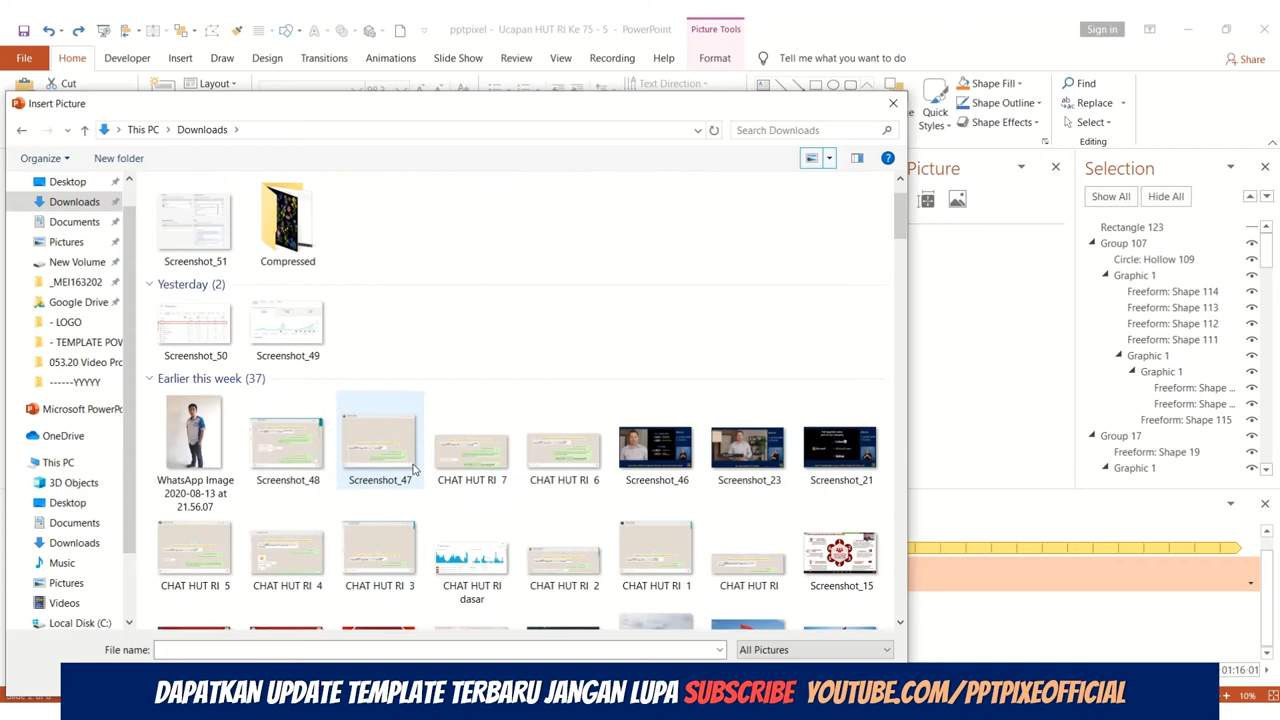 pptpixel - Ucapan HUT RI Ke 75 - 5 - PowerPoint
Picture Tools
Sign in
File
Home
Developer
Insert
Draw
Design
Transitions
Animations
Slide Show
Review
View
Recording
Help
Format
Tell me what you want to do
Share
Cut
Layout
Text Direction
Quick
Styles
Shape Fill
Shape Outline
Shape Effects
Find
Replace
Select
Editing
Insert Picture
This PC
Downloads
Search Downloads
Organize
New folder
Desktop
Downloads
Documents
Pictures
New Volume
_MEI163202
Google Drive
- LOGO
- TEMPLATE POW
053.20 Video Pro
------YYYYY
Microsoft PowerPo
OneDrive
This PC
3D Objects
Desktop
Documents
Downloads
Music
Pictures
Videos
Local Disk (C:)
Screenshot_51
Compressed
Yesterday (2)
Screenshot_50
Screenshot_49
Earlier this week (37)
WhatsApp Image
2020-08-13 at
21.56.07
Screenshot_48
Screenshot_47
CHAT HUT RI 7
CHAT HUT RI 6
Screenshot_46
Screenshot_23
Screenshot_21
CHAT HUT RI 5
CHAT HUT RI 4
CHAT HUT RI 3
CHAT HUT RI
dasar
CHAT HUT RI 2
CHAT HUT RI 1
CHAT HUT RI
Screenshot_15
File name:
All Pictures
Picture
Selection
Show All
Hide All
Rectangle 123
Group 107
Circle: Hollow 109
Graphic 1
Freeform: Shape 114
Freeform: Shape 113
Freeform: Shape 112
Freeform: Shape 111
Graphic 1
Graphic 1
Freeform: Shape ...
Freeform: Shape ...
Freeform: Shape 115
Group 17
Freeform: Shape 19
Graphic 1
01:16:01
10%
DAPATKAN UPDATE TEMPLATE TERBARU JANGAN LUPA SUBSCRIBE YOUTUBE.COM/PPTPIXEOFFICIAL